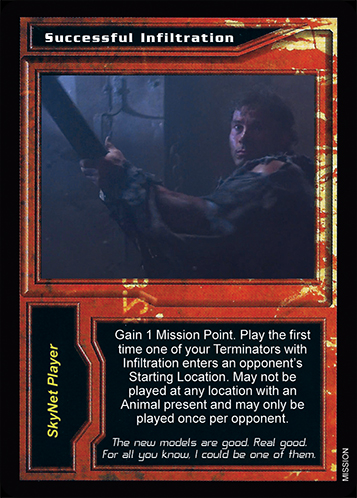 Successful Infiltration
SkyNet Player
Gain 1 Mission Point. Play the first
time one of your Terminators with
Infiltration enters an opponent's
Starting Location. May not be
played at any location with an
Animal present and may only be
played once per opponent.
The new models are good. Real good.
For all you know, I could be one of them.
MISSION